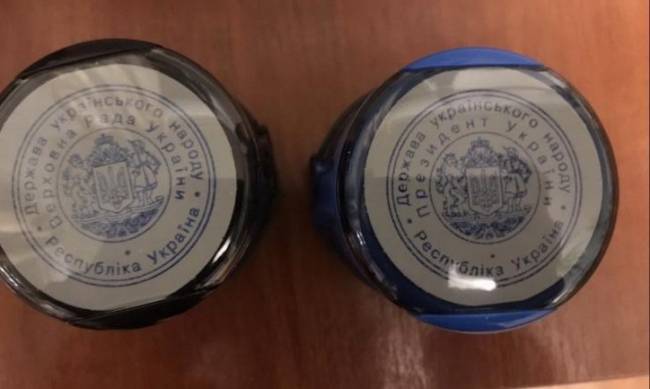 Держава українського народу
Верховна Рада України
Республіка Україна
Держава українського народу
Президент України
Республіка Україна